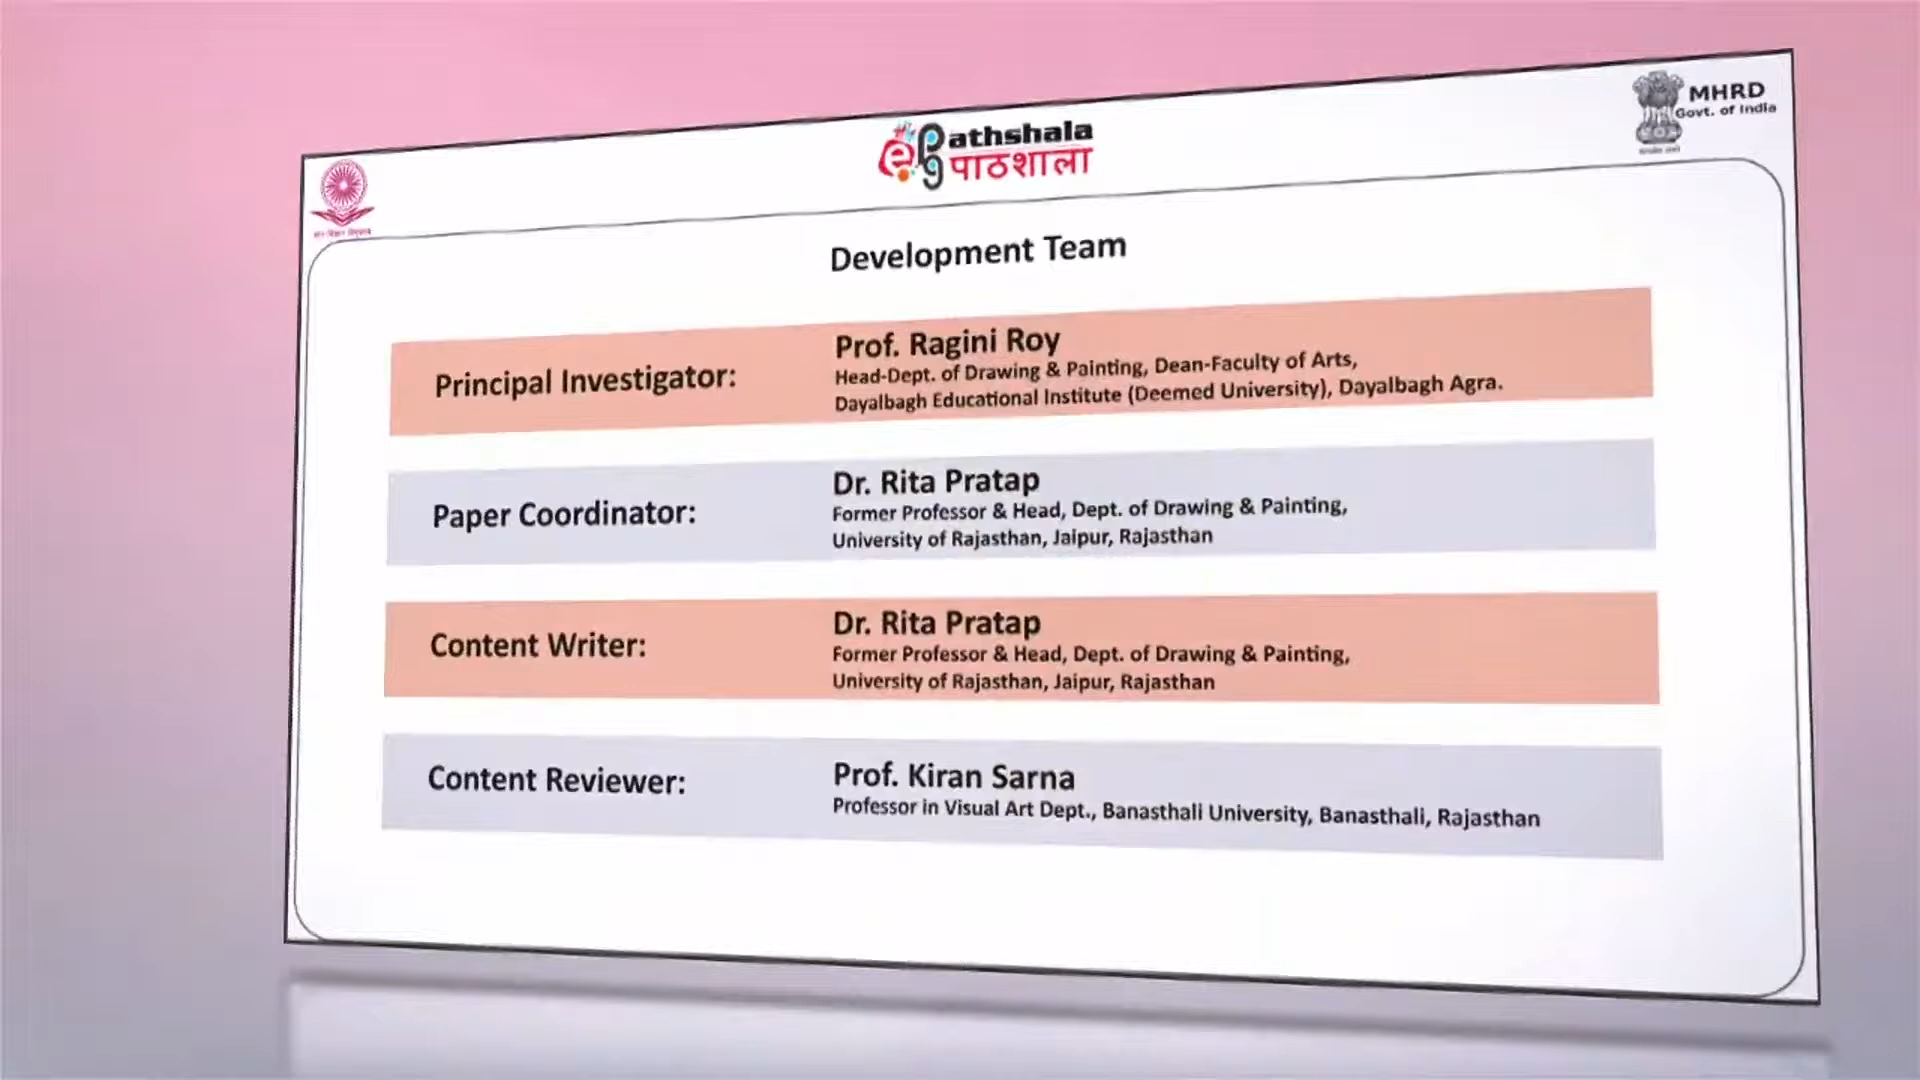 MHRD
Govt. of India
ePGathshala
पाठशाला
Development Team
Principal Investigator:
Prof. Ragini Roy
Head-Dept. of Drawing & Painting, Dean-Faculty of Arts,
Dayalbagh Educational Institute (Deemed University), Dayalbagh Agra.
Paper Coordinator:
Dr. Rita Pratap
Former Professor & Head, Dept. of Drawing & Painting,
University of Rajasthan, Jaipur, Rajasthan
Content Writer:
Dr. Rita Pratap
Former Professor & Head, Dept. of Drawing & Painting,
University of Rajasthan, Jaipur, Rajasthan
Content Reviewer:
Prof. Kiran Sarna
Professor in Visual Art Dept., Banasthali University, Banasthali, Rajasthan